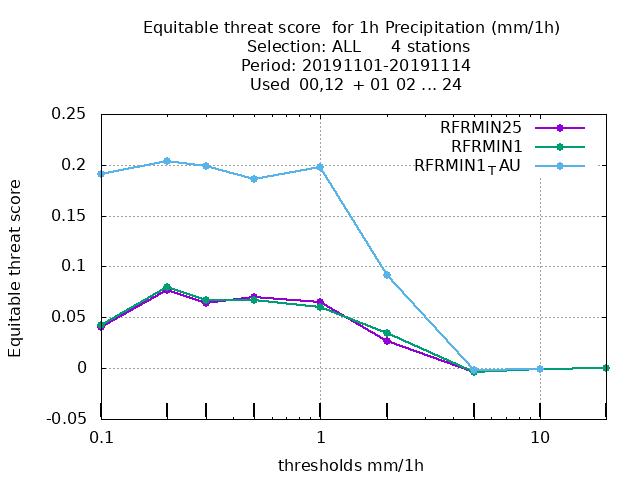 Equitable threat score  for 1h Precipitation (mm/1h)
Selection: ALL      4 stations
Period: 20191101-20191114
Used  00,12  + 01 02 ... 24
RFRMIN25
RFRMIN1
RFRMIN1TAU
0.25
0.2
0.15
0.1
0.05
0
-0.05
Equitable threat score
0.1 1 10
thresholds mm/1h